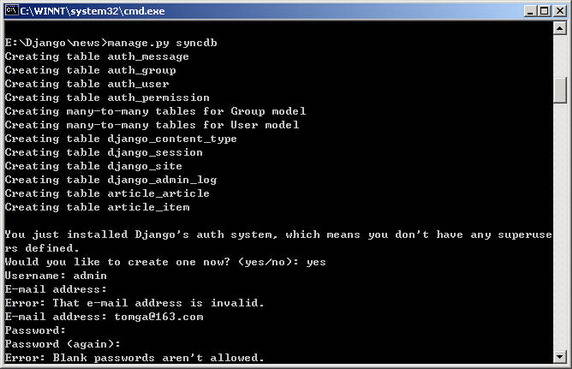 C:\WINNT\system32\cmd.exe
E:\Django\news>manage.py syncdb
Creating table auth_message
Creating table auth_group
Creating table auth_user
Creating table auth_permission
Creating many-to-many tables for Group model
Creating many-to-many tables for User model
Creating table django_content_type
Creating table django_session
Creating table django_site
Creating table django_admin_log
Creating table article_article
Creating table article_item
You just installed Django's auth system, which means you don't have any superuse
rs defined.
Would you like to create one now? (yes/no): yes
Username: admin
E-mail address:
Error: That e-mail address is invalid.
E-mail address: tomga@163.com
Password:
Password (again):
Error: Blank passwords aren't allowed.